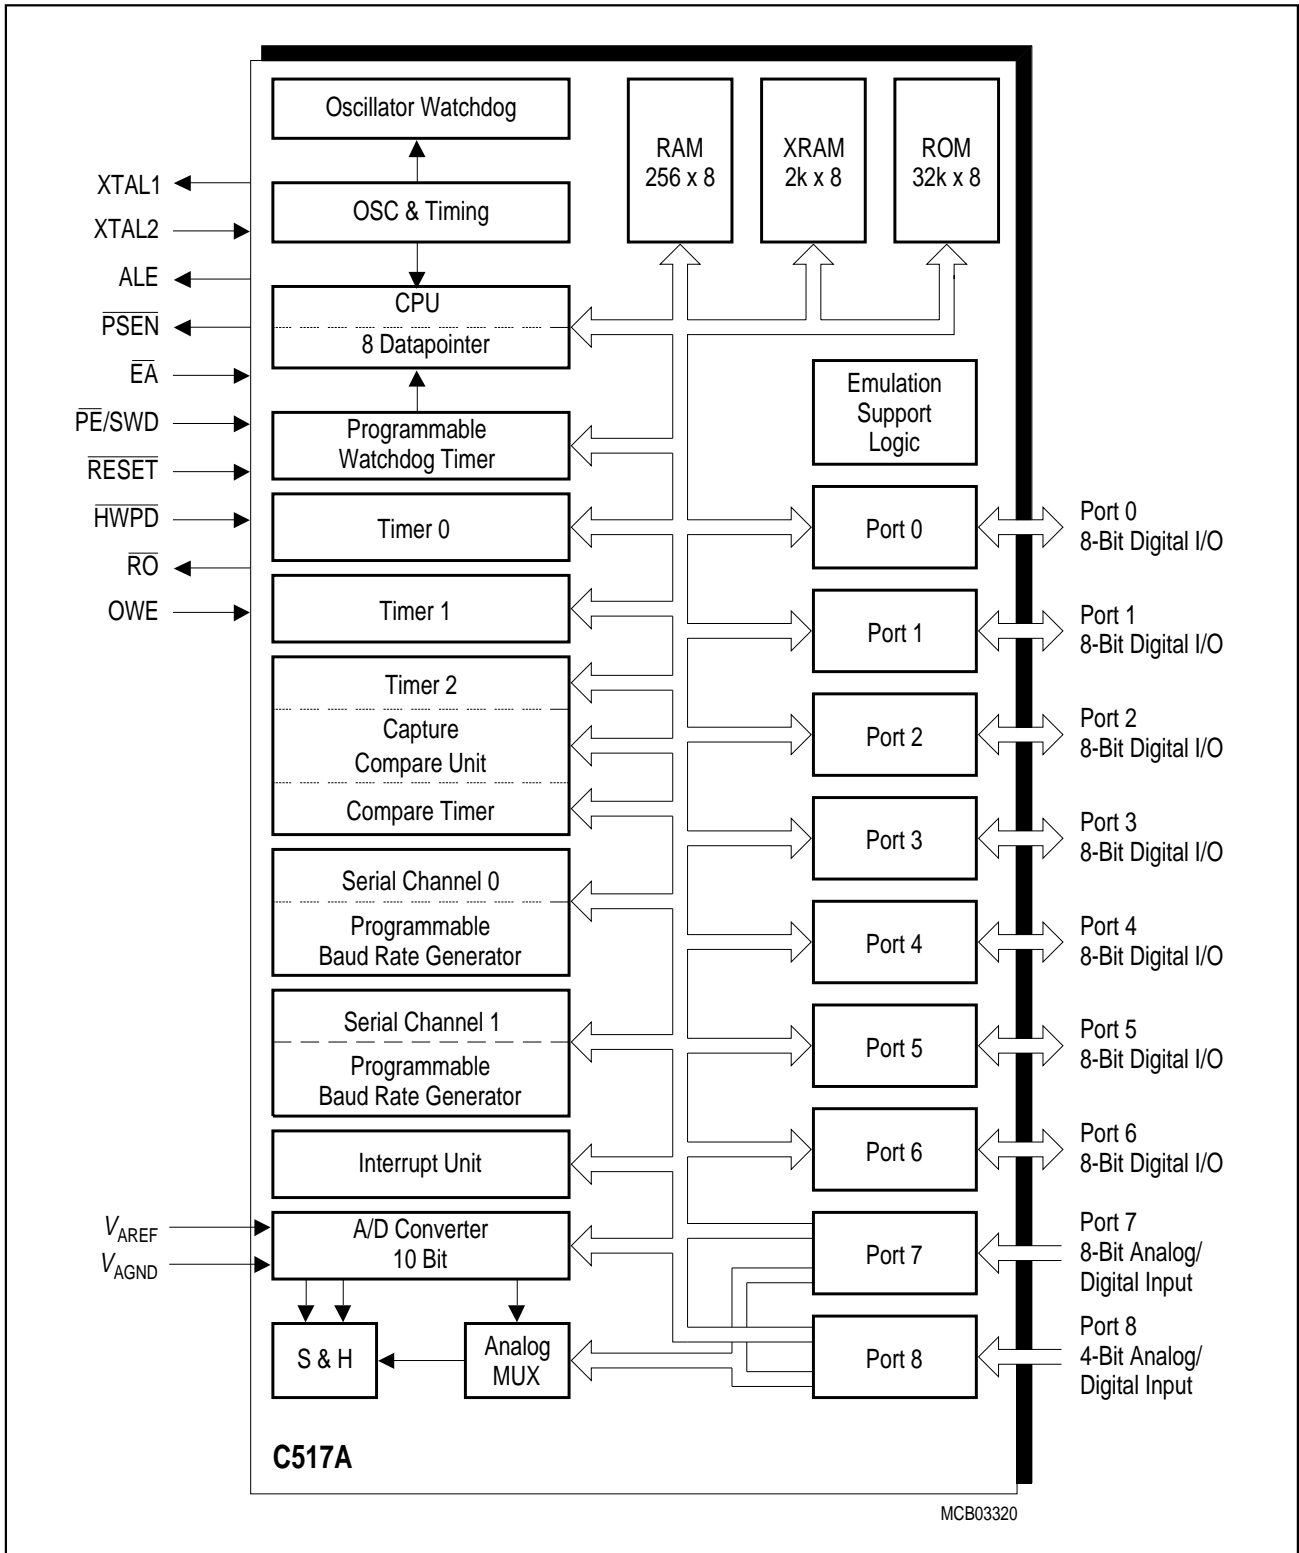 Oscillator Watchdog
RAM
256 x 8
XRAM
2k x 8
ROM
32k x 8
XTAL1
XTAL2
ALE
PSEN
EA
PE/SWD
RESET
HWPD
RO
OWE
OSC & Timing
CPU
8 Datapointer
Programmable
Watchdog Timer
Timer 0
Timer 1
Timer 2
Capture
Compare Unit
Compare Timer
Serial Channel 0
Programmable
Baud Rate Generator
Serial Channel 1
Programmable
Baud Rate Generator
Interrupt Unit
VAREF
VAGND
A/D Converter
10 Bit
S & H
Analog
MUX
Emulation
Support
Logic
Port 0
Port 0
8-Bit Digital I/O
Port 1
Port 1
8-Bit Digital I/O
Port 2
Port 2
8-Bit Digital I/O
Port 3
Port 3
8-Bit Digital I/O
Port 4
Port 4
8-Bit Digital I/O
Port 5
Port 5
8-Bit Digital I/O
Port 6
Port 6
8-Bit Digital I/O
Port 7
Port 7
8-Bit Analog/
Digital Input
Port 8
Port 8
4-Bit Analog/
Digital Input
C517A
MCB03320